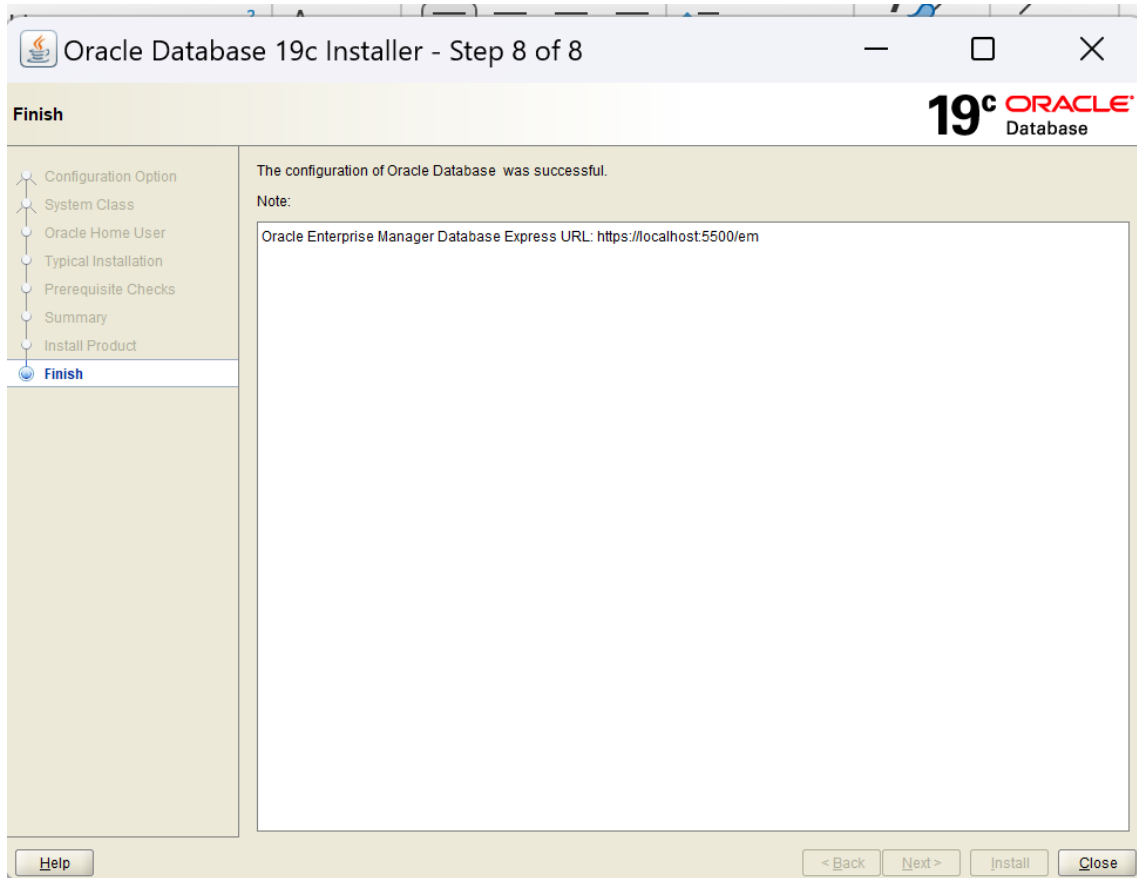 Oracle Database 19c Installer - Step 8 of 8
Finish
19c ORACLE
Database
Configuration Option
System Class
Oracle Home User
Typical Installation
Prerequisite Checks
Summary
Install Product
Finish
The configuration of Oracle Database  was successful.
Note:
Oracle Enterprise Manager Database Express URL: https://localhost:5500/em
Help
< Back
Next >
Install
Close